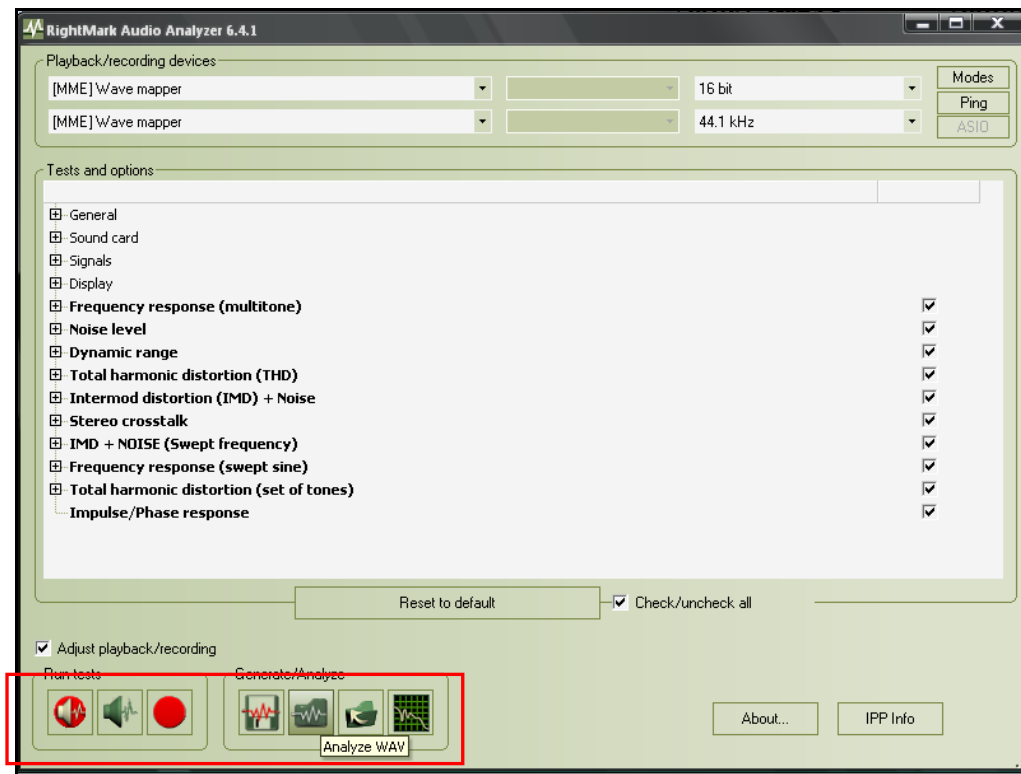 RightMark Audio Analyzer 6.4.1
Playback/recording devices
[MME] Wave mapper 16 bit Modes
Ping
[MME] Wave mapper 44.1 kHz ASIO
Tests and options
General
Sound card
Signals
Display
Frequency response (multitone)
Noise level
Dynamic range
Total harmonic distortion (THD)
Intermod distortion (IMD) + Noise
Stereo crosstalk
IMD + NOISE (Swept frequency)
Frequency response (swept sine)
Total harmonic distortion (set of tones)
Impulse/Phase response
Reset to default Check/uncheck all
Adjust playback/recording
Run tests Generate/Analyze
About... IPP Info
Analyze WAV